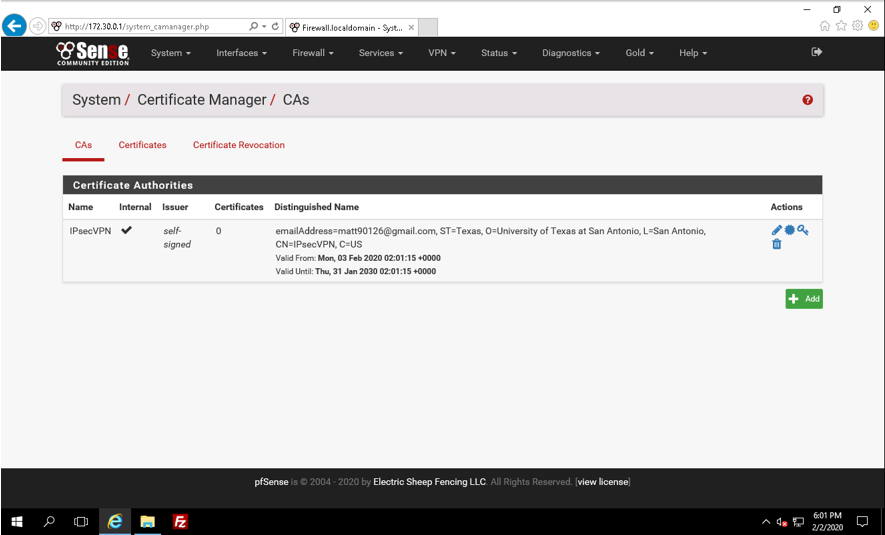 http://172.30.0.1/system_camanager.php
Firewall.localdomain - Syst...
Sense
COMMUNITY EDITION
System Interfaces Firewall Services VPN Status Diagnostics Gold Help
System / Certificate Manager / CAs
CAs Certificates Certificate Revocation
Certificate Authorities
Name Internal Issuer Certificates Distinguished Name Actions
IPsecVPN self- 0 emailAddress=matt90126@gmail.com, ST=Texas, O=University of Texas at San Antonio, L=San Antonio,
signed CN=IPsecVPN, C=US
Valid From: Mon, 03 Feb 2020 02:01:15 +0000
Valid Until: Thu, 31 Jan 2030 02:01:15 +0000
Add
pfSense is © 2004 - 2020 by Electric Sheep Fencing LLC. All Rights Reserved. [view license]
6:01 PM
2/2/2020